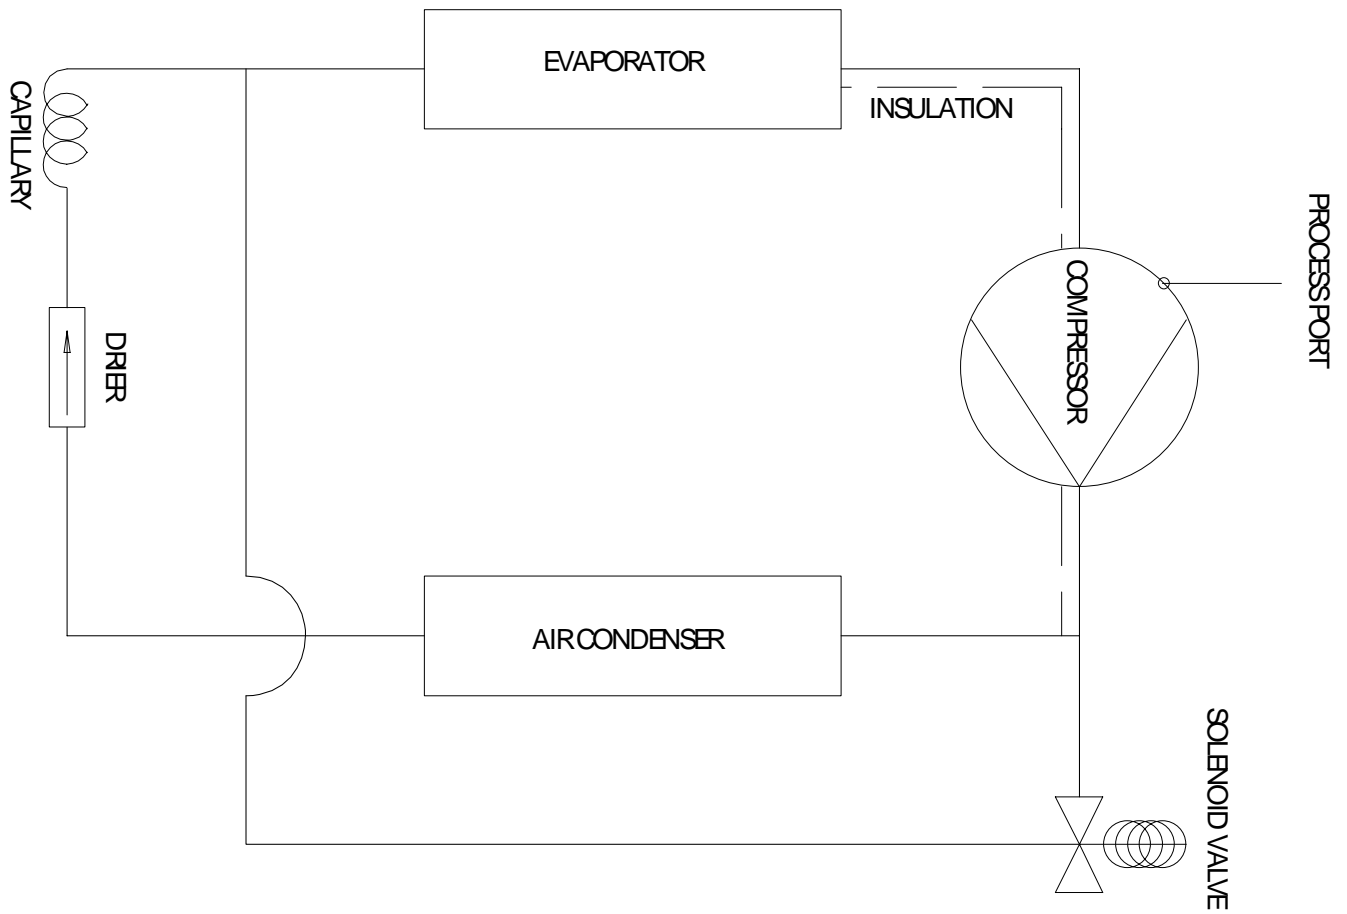 EVAPORATOR
INSULATION
CAPILLARY
PROCESS PORT
COMPRESSOR
DRIER
AIR CONDENSER
SOLENOID VALVE